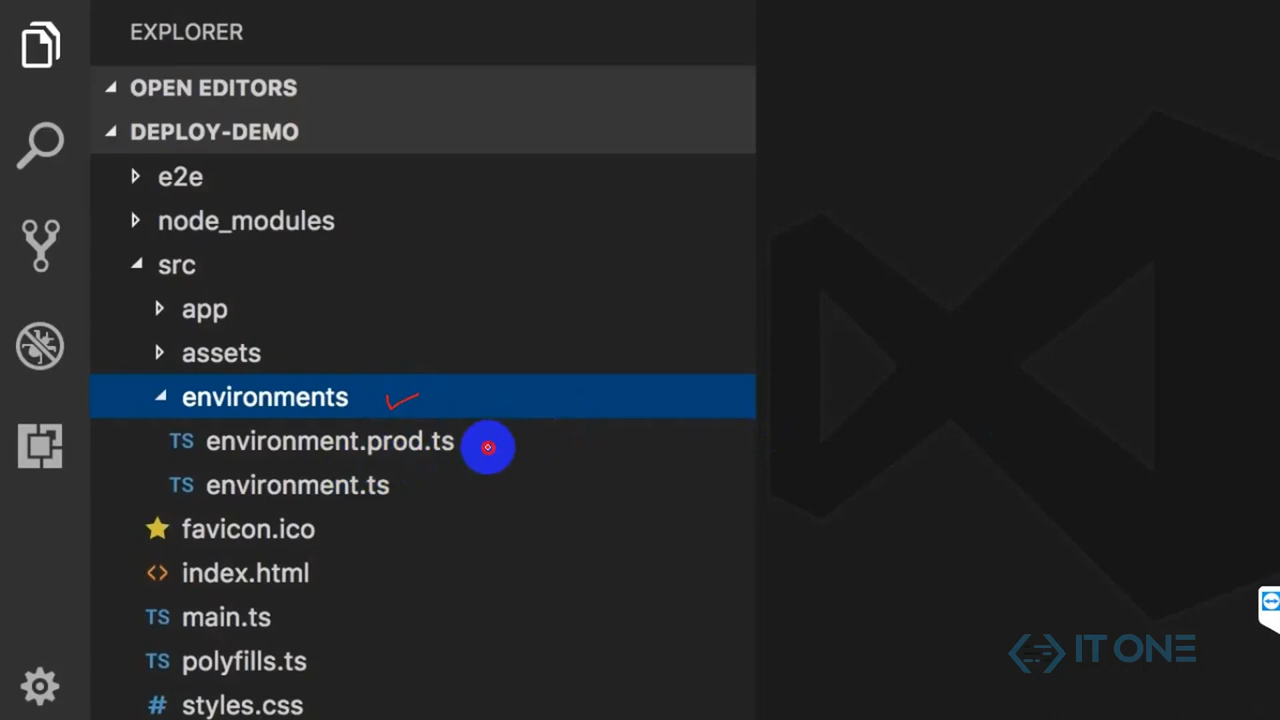 EXPLORER
OPEN EDITORS
DEPLOY-DEMO
e2e
node_modules
src
app
assets
environments
TS environment.prod.ts
TS environment.ts
favicon.ico
<> index.html
TS main.ts
TS polyfills.ts
# styles.css
IT ONE